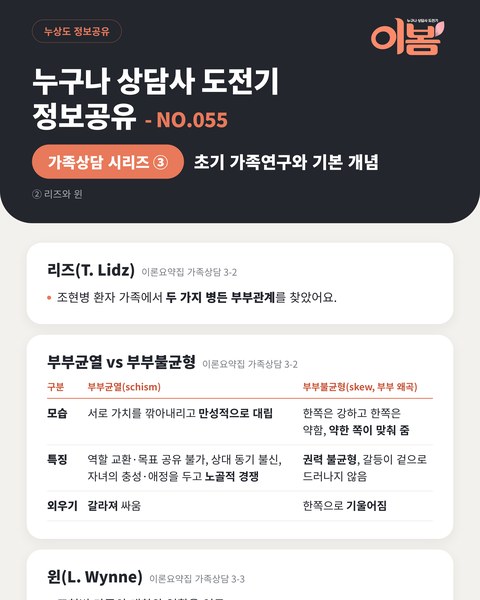 누상도 정보공유
누구나 상담사 도전기
이봄
누구나 상담사 도전기
정보공유 - NO.055
가족상담 시리즈 ③ 초기 가족연구와 기본 개념
② 리즈와 윈
리즈(T. Lidz) 이론요약집 가족상담 3-2
• 조현병 환자 가족에서 두 가지 병든 부부관계를 찾았어요.
부부균열 vs 부부불균형 이론요약집 가족상담 3-2
구분 부부균열(schism) 부부불균형(skew, 부부 왜곡)
모습 서로 가치를 깎아내리고 만성적으로 대립 한쪽은 강하고 한쪽은
약함, 약한 쪽이 맞춰 줌
특징 역할 교환·목표 공유 불가, 상대 동기 불신, 권력 불균형, 갈등이 겉으로
자녀의 충성·애정을 두고 노골적 경쟁 드러나지 않음
외우기 갈라져 싸움 한쪽으로 기울어짐
윈(L. Wynne) 이론요약집 가족상담 3-3